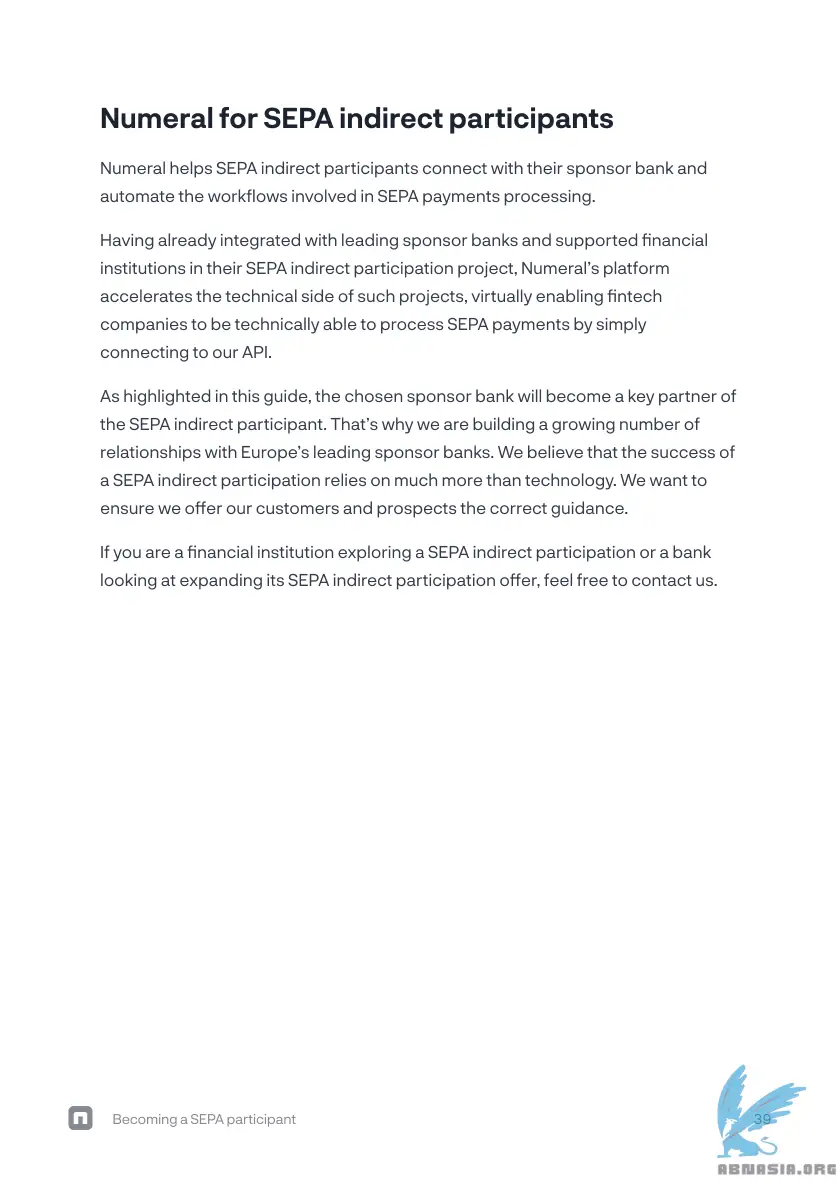 Numeral for SEPA indirect participants
Numeral helps SEPA indirect participants connect with their sponsor bank and
automate the workflows involved in SEPA payments processing.
Having already integrated with leading sponsor banks and supported financial
institutions in their SEPA indirect participation project, Numeral’s platform
accelerates the technical side of such projects, virtually enabling fintech
companies to be technically able to process SEPA payments by simply
connecting to our API.
As highlighted in this guide, the chosen sponsor bank will become a key partner of
the SEPA indirect participant. That’s why we are building a growing number of
relationships with Europe’s leading sponsor banks. We believe that the success of
a SEPA indirect participation relies on much more than technology. We want to
ensure we offer our customers and prospects the correct guidance.
If you are a financial institution exploring a SEPA indirect participation or a bank
looking at expanding its SEPA indirect participation offer, feel free to contact us.
Becoming a SEPA participant
39
ABNASIA.ORG